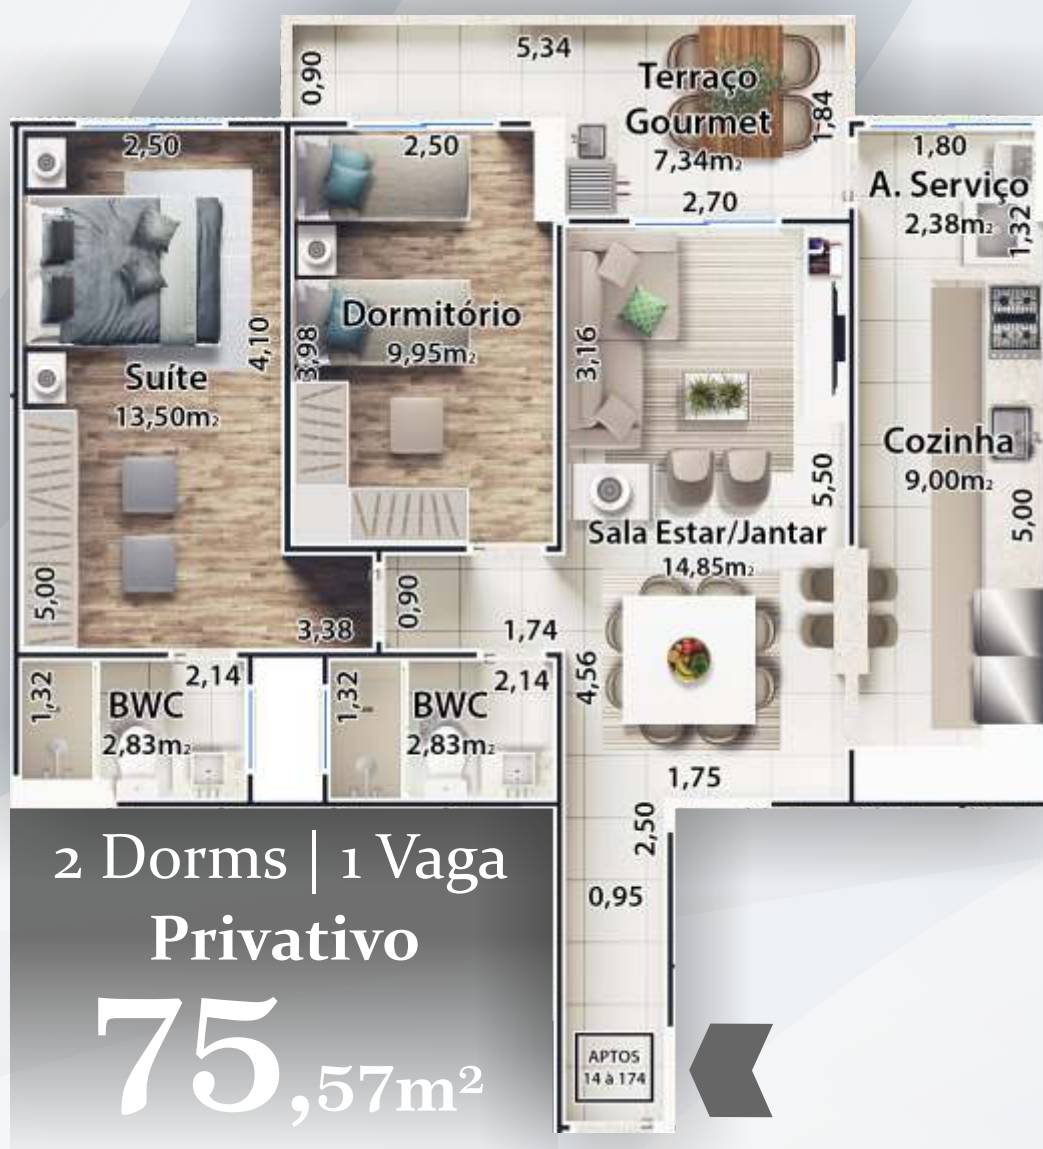 5,34
0,90
Terraço
Gourmet
7,34m²
1,84
2,70
2,50
2,50
1,80
A. Serviço
2,38m²
1,32
Dormitório
9,95m²
3,98
4,10
3,16
Suíte
13,50m²
Cozinha
9,00m²
5,50
5,00
Sala Estar/Jantar
14,85m²
5,00
0,90
3,38
1,74
4,56
2,14
1,32
BWC
2,83m²
2,14
1,32
BWC
2,83m²
1,75
2,50
0,95
2 Dorms | 1 Vaga
Privativo
75,57m²
APTOS
14 à 174